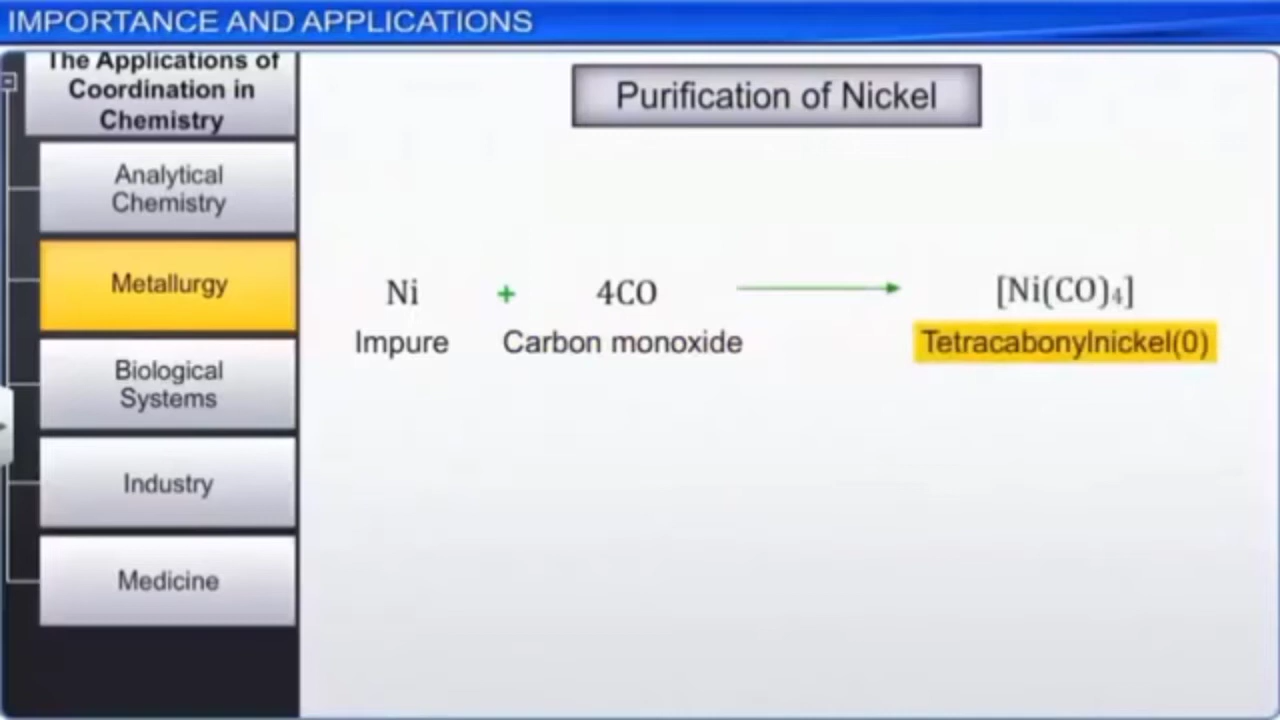 IMPORTANCE AND APPLICATIONS
The Applications of
Coordination in
Chemistry
Analytical
Chemistry
Metallurgy
Biological
Systems
Industry
Medicine
Purification of Nickel
Ni + 4CO → [Ni(CO)₄]
Impure Carbon monoxide Tetracabonylnickel(0)